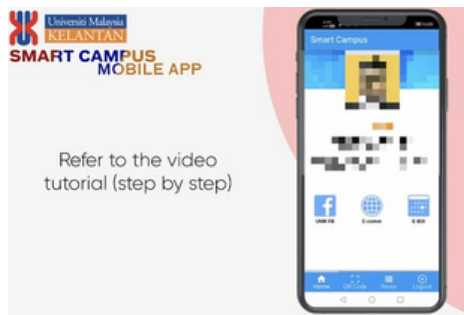 Universiti Malaysia
KELANTAN
SMART CAMPUS
MOBILE APP
Refer to the video
tutorial (step by step)
Smart Campus
UMK FB
E-comm
Home
QR Code
News
Logout